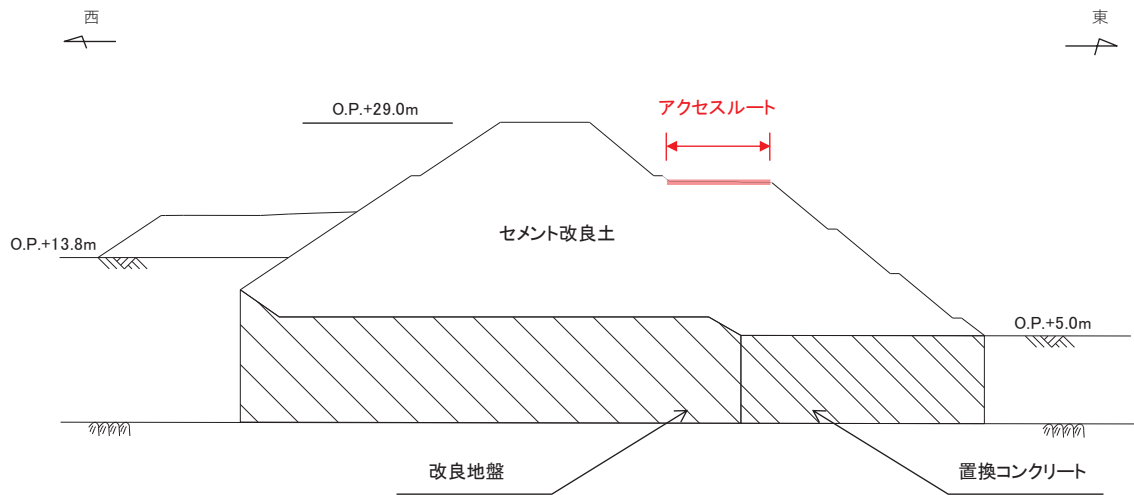 西
東
O.P.+29.0m
アクセスルート
セメント改良土
O.P.+13.8m
O.P.+5.0m
改良地盤
置換コンクリート